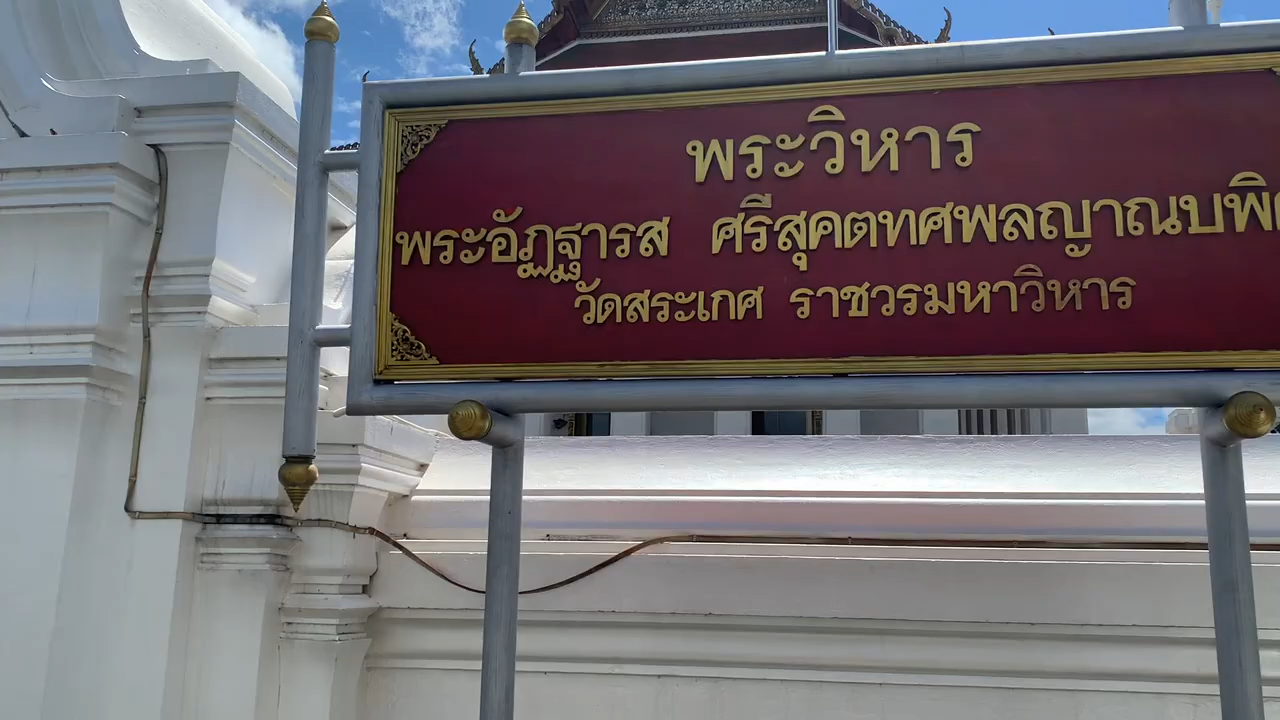 พระวิหาร
พระอัฏฐารส ศรีสุคตทศพลญาณบพิ
วัดสระเกศ ราชวรมหาวิหาร